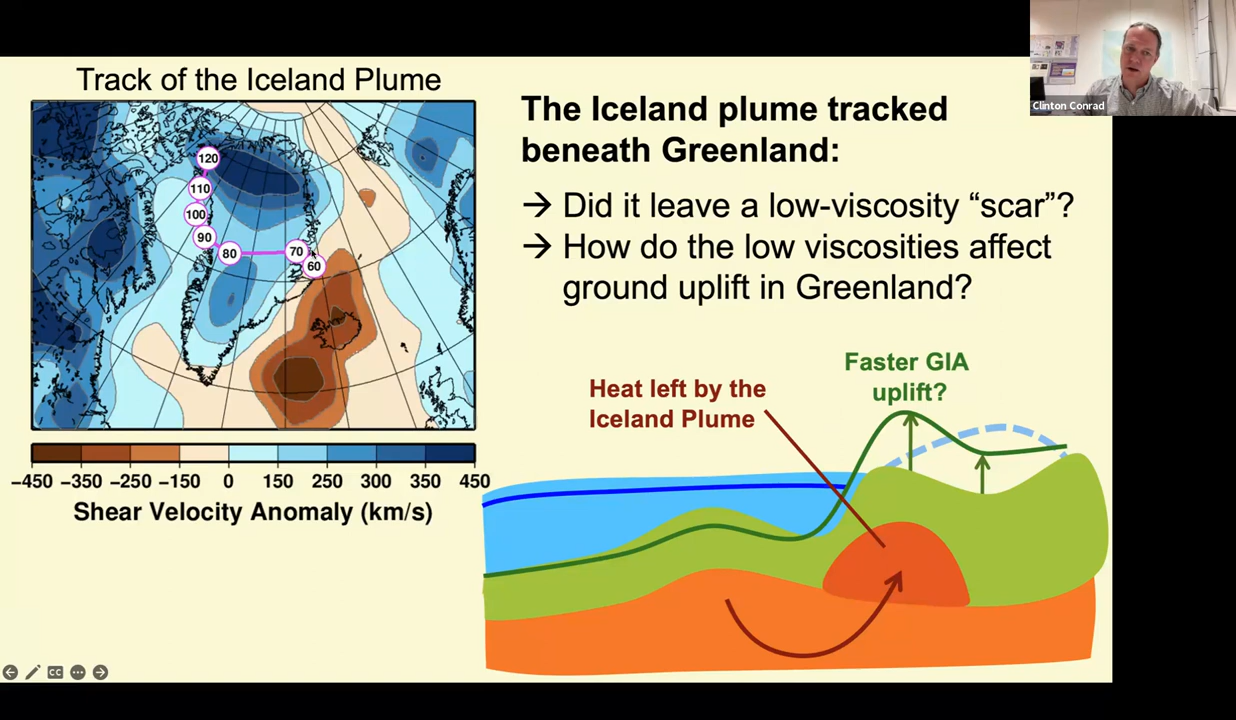 Clinton Conrad
Track of the Iceland Plume
120
110
100
90
80
70
60
−450 −350 −250 −150 0 150 250 300 350 450
Shear Velocity Anomaly (km/s)
The Iceland plume tracked
beneath Greenland:
→ Did it leave a low-viscosity “scar”?
→ How do the low viscosities affect
ground uplift in Greenland?
Heat left by the
Iceland Plume
Faster GIA
uplift?
CC